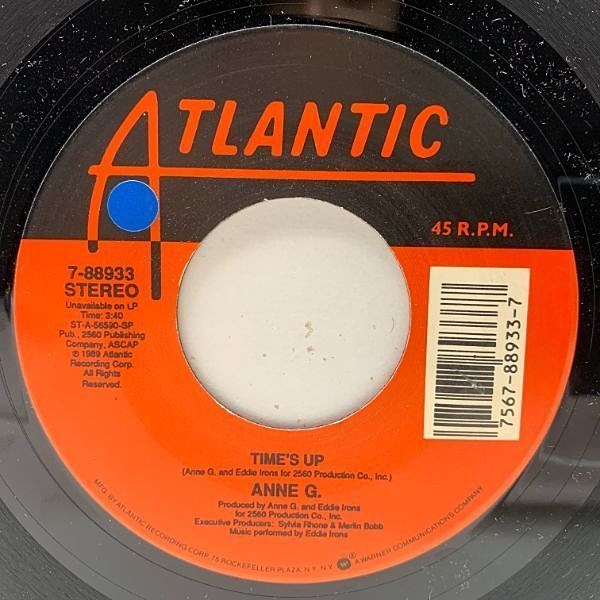 ATLANTIC
45 R.P.M.
7-88933
STEREO
Unavailable on LP
Time: 3:40
ST-A-56590-SP
Pub., 2560 Publishing
Company, ASCAP
℗ 1989 Atlantic
Recording Corp.
All Rights
Reserved.
7567-88933-7
TIME'S UP
(Anne G. and Eddie Irons for 2560 Production Co., Inc.)
ANNE G.
Produced by Anne G. and Eddie Irons
for 2560 Production Co., Inc.
Executive Producers: Sylvia Rhone & Merlin Bobb
Music performed by Eddie Irons
MFG. BY ATLANTIC RECORDING CORP. 75 ROCKEFELLER PLAZA, N.Y., N.Y. W ® A WARNER COMMUNICATIONS COMPANY